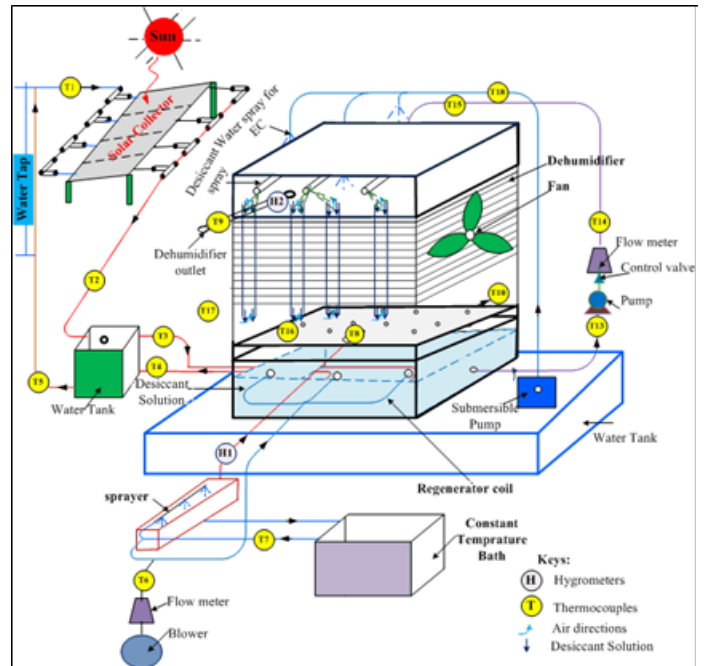 Sun
T1
Solar Collector
Water Tap
Desiccant Water spray for
spray
EC
T15
T18
Dehumidifier
Fan
H2
T9
Dehumidifier
outlet
T14
Flow meter
Control valve
Pump
T13
T2
T17
T10
T16
T8
T3
T4
T5
Water Tank
Desiccant
Solution
Submersible
Pump
Water Tank
H1
Regenerator coil
sprayer
T7
Constant
Temprature
Bath
T6
Flow meter
Blower
Keys:
H Hygrometers
T Thermocouples
Air directions
Desiccant Solution